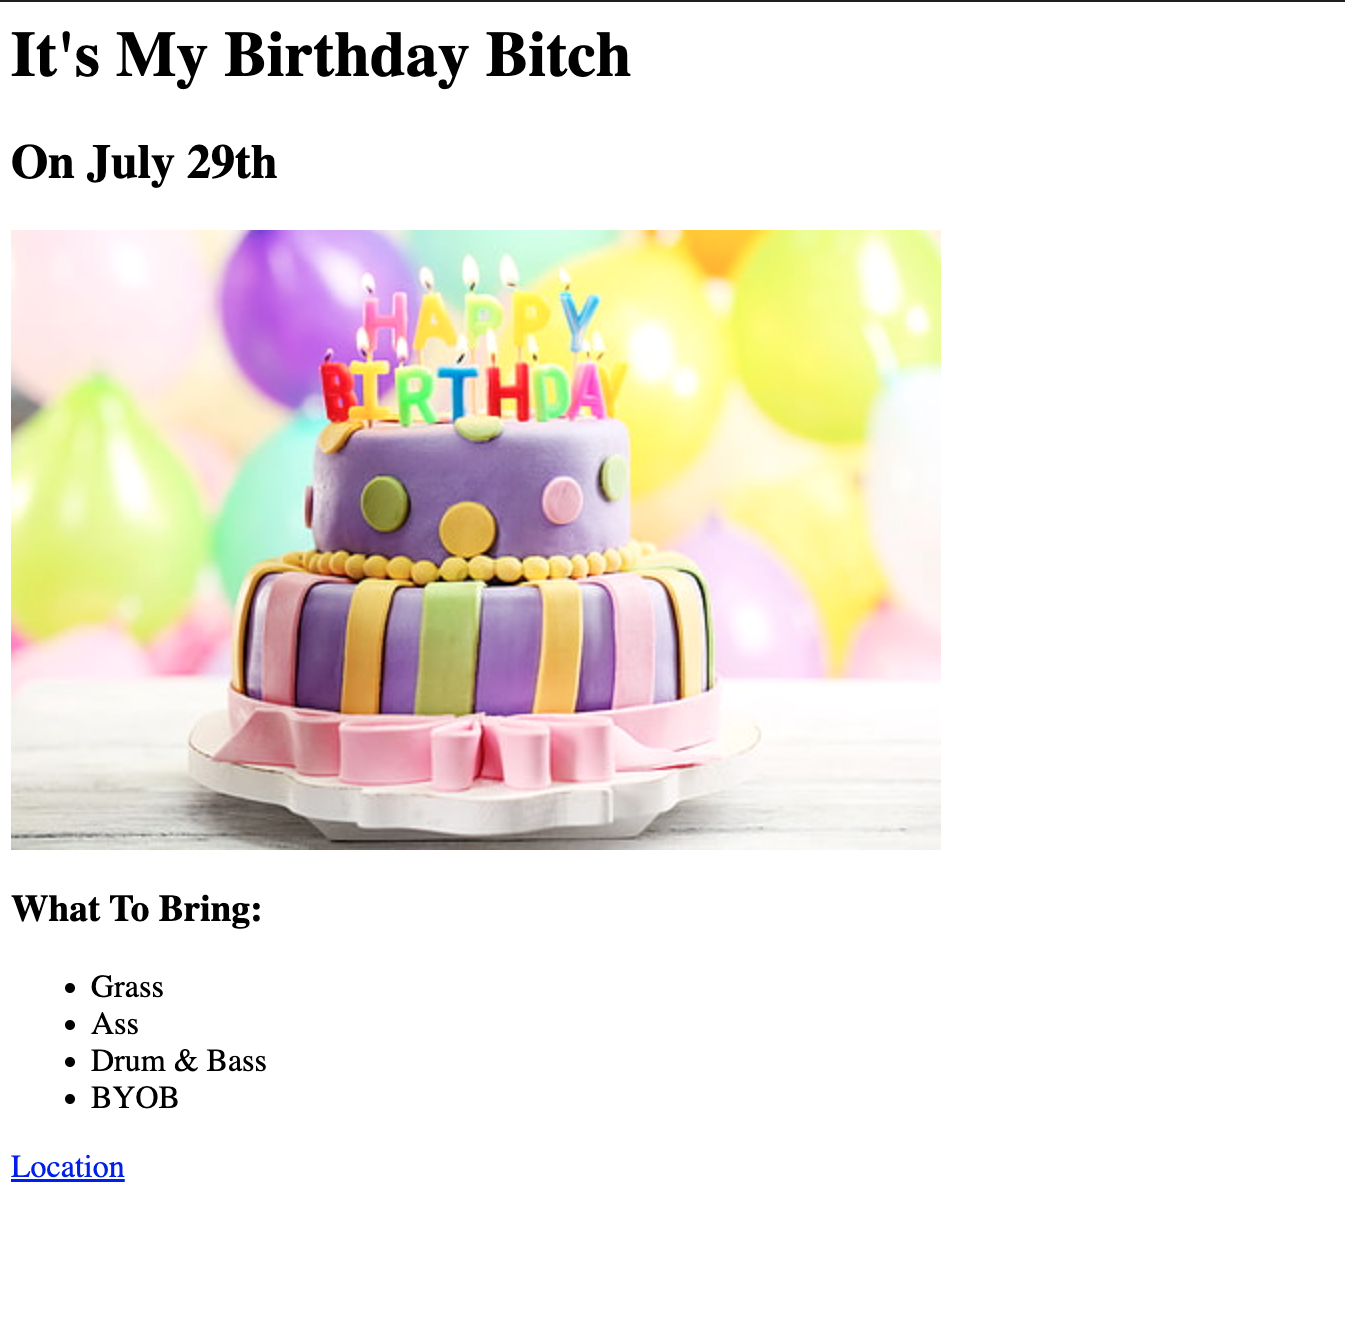 It's My Birthday Bitch
On July 29th
HAPPY
BIRTHDAY
What To Bring:
Grass
Ass
Drum & Bass
BYOB
Location